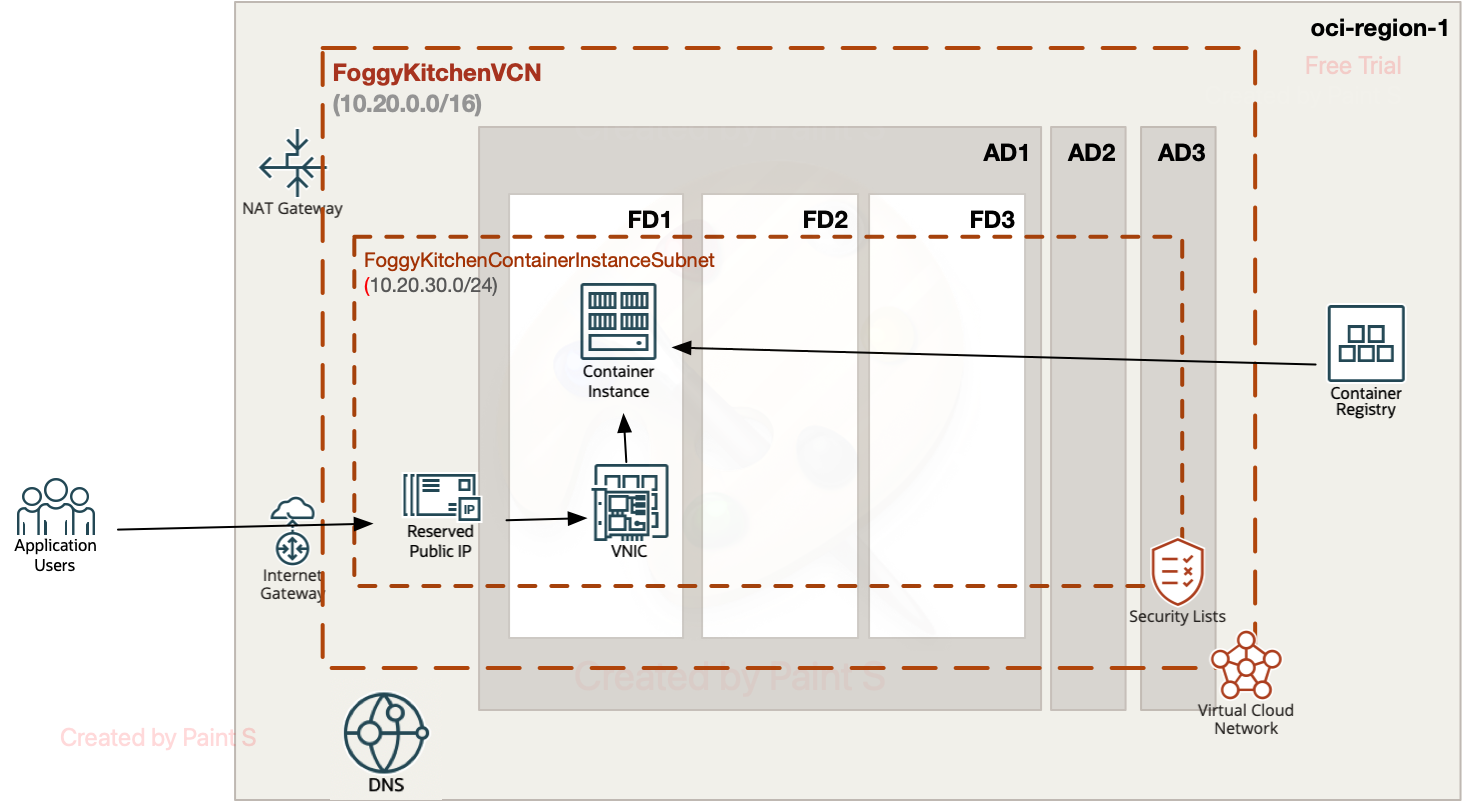 oci-region-1
Free Trial
FoggyKitchenVCN
(10.20.0.0/16)
AD1
AD2
AD3
NAT Gateway
FD1
FD2
FD3
FoggyKitchenContainerInstanceSubnet
(10.20.30.0/24)
Container
Instance
Container
Registry
Application
Users
Internet
Gateway
IP
Reserved
Public IP
VNIC
Security Lists
Created by Paint S
Virtual Cloud
Network
Created by Paint S
DNS